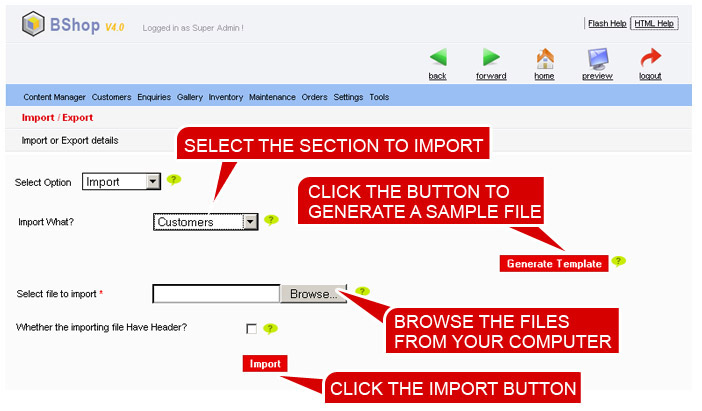 BShop V4.0 Logged in as Super Admin ! Flash Help HTML Help
back forward home preview logout
Content Manager Customers Enquiries Gallery Inventory Maintenance Orders Settings Tools
Import / Export
Import or Export details
SELECT THE SECTION TO IMPORT
Select Option Import ?
CLICK THE BUTTON TO
GENERATE A SAMPLE FILE
Import What? Customers ?
Generate Template ?
Select file to import * Browse... ?
BROWSE THE FILES
FROM YOUR COMPUTER
Whether the importing file Have Header? ?
Import
CLICK THE IMPORT BUTTON